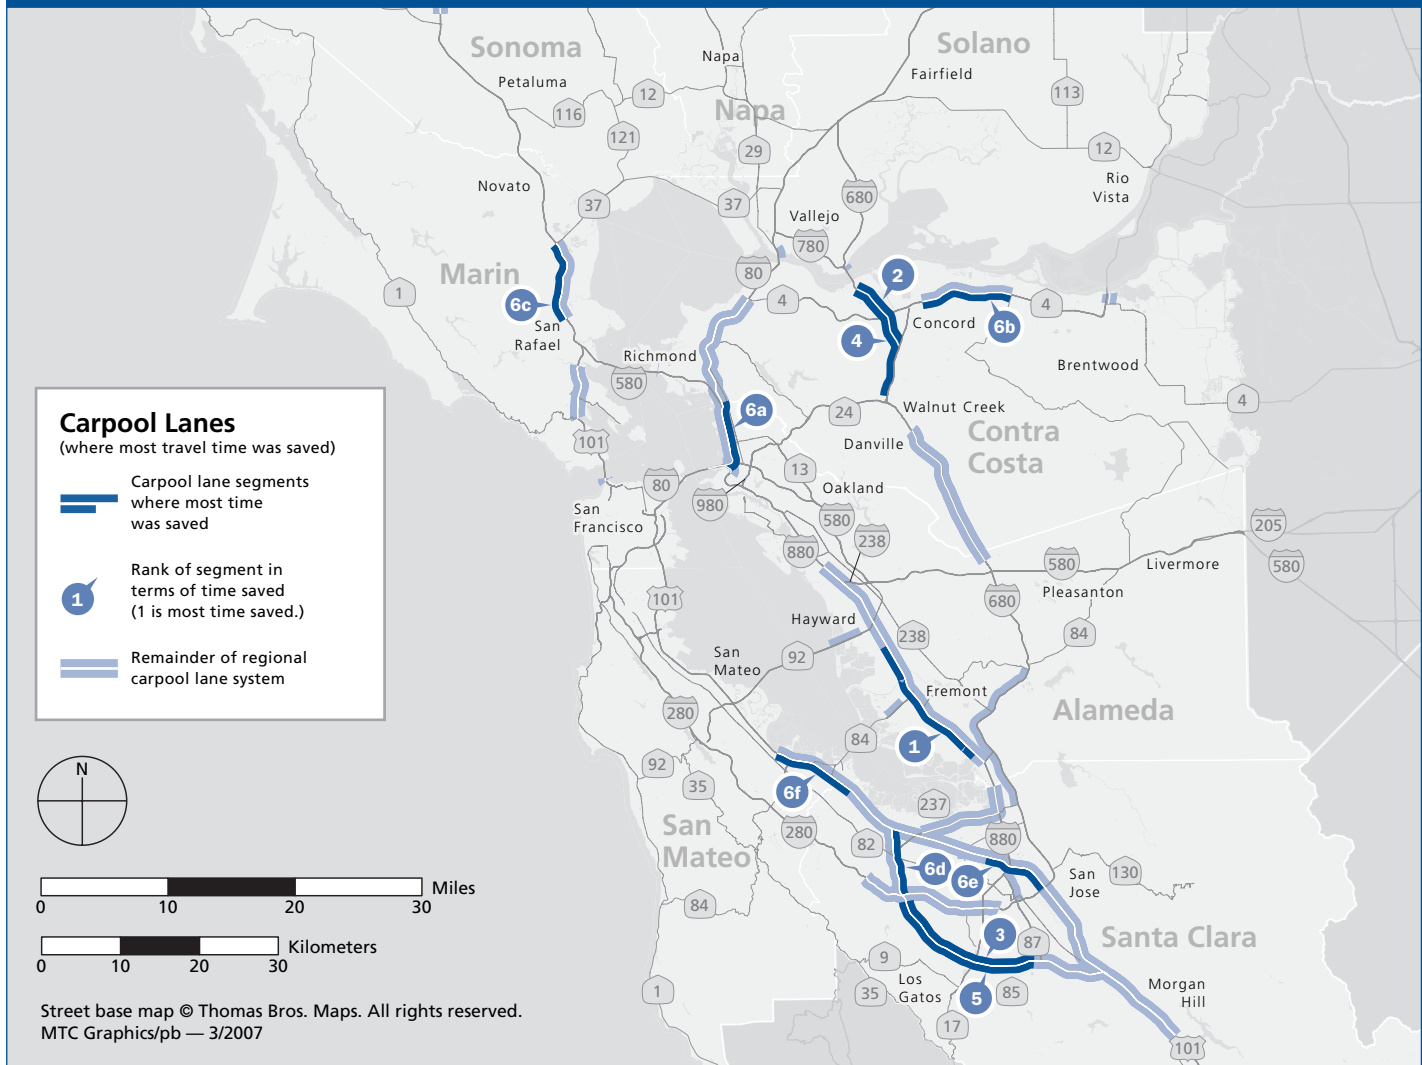 Sonoma
Solano
Napa
Petaluma
Fairfield
12
113
Napa
116
121
29
12
Novato
Rio
Vista
37
37
680
Vallejo
780
Marin
80
2
1
4
6c
4
San
Rafael
Concord
6b
4
Richmond
Brentwood
580
6a
4
24
Walnut Creek
Contra
Costa
Danville
101
13
80
Oakland
980
580
San
Francisco
238
205
880
580
Livermore
580
101
680
Pleasanton
Hayward
238
84
San
Mateo
92
Fremont
280
Alameda
84
1
92
35
6f
237
San
Mateo
280
82
880
6d
6e
San
Jose
130
84
3
87
Santa Clara
9
Los
Gatos
Morgan
Hill
1
35
5
85
17
101
Carpool Lanes
(where most travel time was saved)
Carpool lane segments
where most time
was saved
1
Rank of segment in
terms of time saved
(1 is most time saved.)
Remainder of regional
carpool lane system
N
Miles
0 10 20 30
Kilometers
0 10 20 30
Street base map © Thomas Bros. Maps. All rights reserved.
MTC Graphics/pb — 3/2007